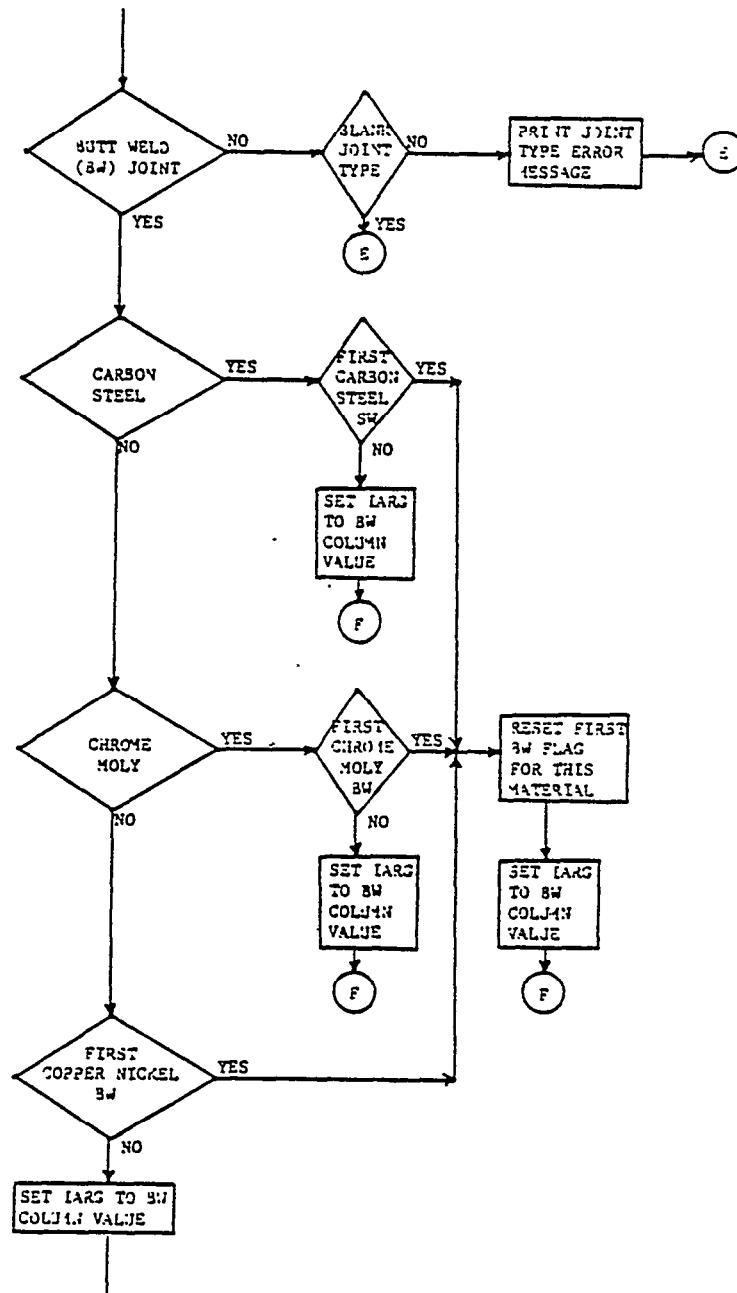 BUTT WELD
(BW) JOINT
NO
BLANK
JOINT
TYPE
NO
PRINT JOINT
TYPE ERROR
MESSAGE
E
YES
YES
E
CARBON
STEEL
YES
FIRST
CARBON
STEEL
SW
YES
NO
NO
SET IARG
TO BW
COLUMN
VALUE
F
CHROME
MOLY
YES
FIRST
CHROME
MOLY
BW
YES
RESET FIRST
BW FLAG
FOR THIS
MATERIAL
NO
NO
SET IARG
TO BW
COLUMN
VALUE
SET IARG
TO BW
COLUMN
VALUE
F
F
FIRST
COPPER NICKEL
BW
YES
NO
SET IARG TO BW
COLUMN VALUE